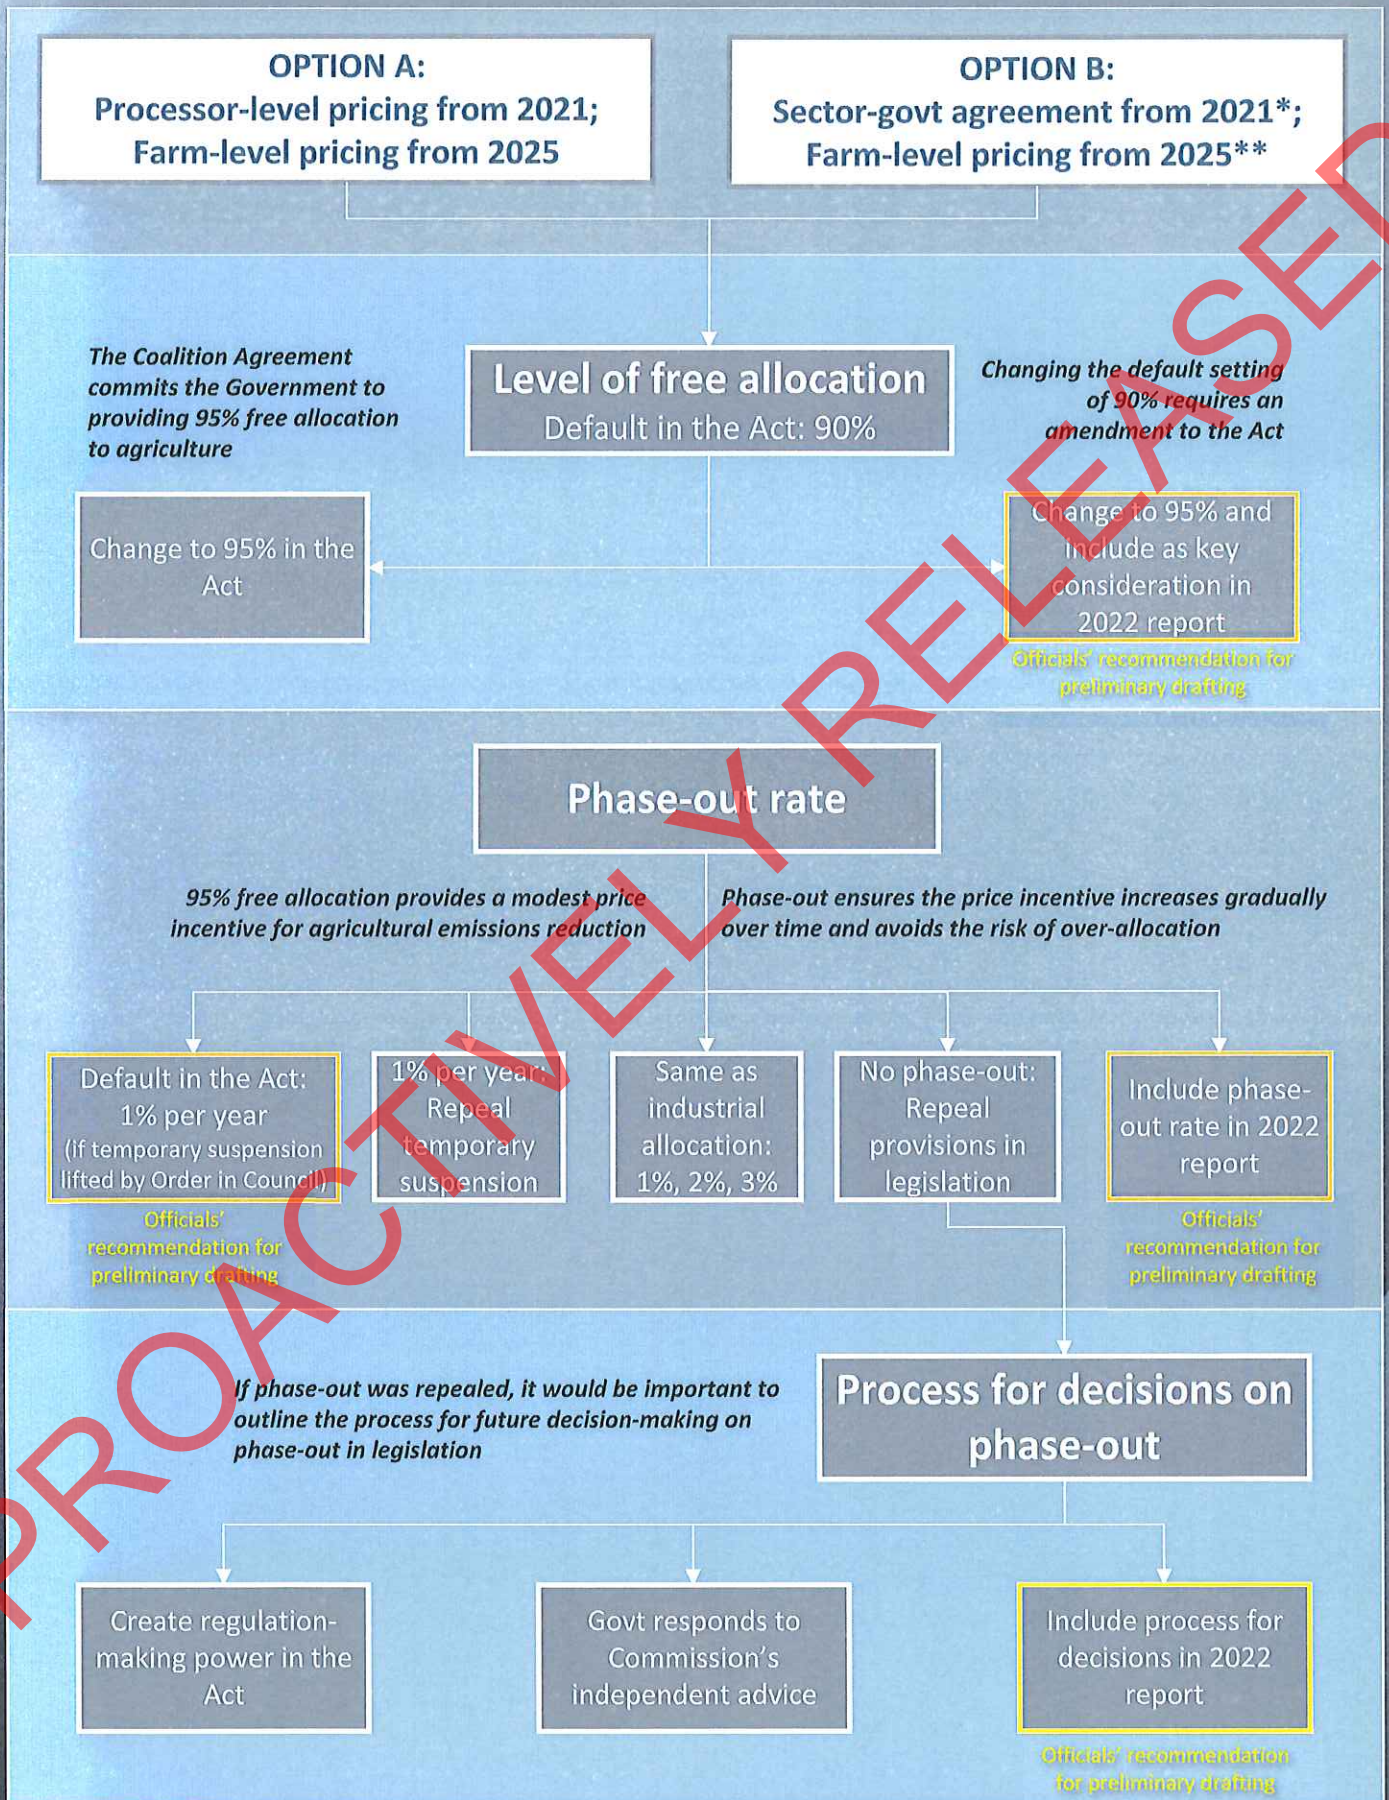 OPTION A:
Processor-level pricing from 2021;
Farm-level pricing from 2025
OPTION B:
Sector-govt agreement from 2021*;
Farm-level pricing from 2025**
The Coalition Agreement
commits the Government to
providing 95% free allocation
to agriculture
Level of free allocation
Default in the Act: 90%
Changing the default setting
of 90% requires an
amendment to the Act
Change to 95% in the
Act
Change to 95% and
include as key
consideration in
2022 report
Officials' recommendation for
preliminary drafting
Phase-out rate
95% free allocation provides a modest price
incentive for agricultural emissions reduction
Phase-out ensures the price incentive increases gradually
over time and avoids the risk of over-allocation
Default in the Act:
1% per year
(if temporary suspension
lifted by Order in Council)
Officials'
recommendation for
preliminary drafting
1% per year:
Repeal
temporary
suspension
Same as
industrial
allocation:
1%, 2%, 3%
No phase-out:
Repeal
provisions in
legislation
Include phase-
out rate in 2022
report
Officials'
recommendation for
preliminary drafting
If phase-out was repealed, it would be important to
outline the process for future decision-making on
phase-out in legislation
Process for decisions on
phase-out
Create regulation-
making power in the
Act
Govt responds to
Commission's
independent advice
Include process for
decisions in 2022
report
Officials' recommendation
for preliminary drafting
PROACTIVELY RELEASED